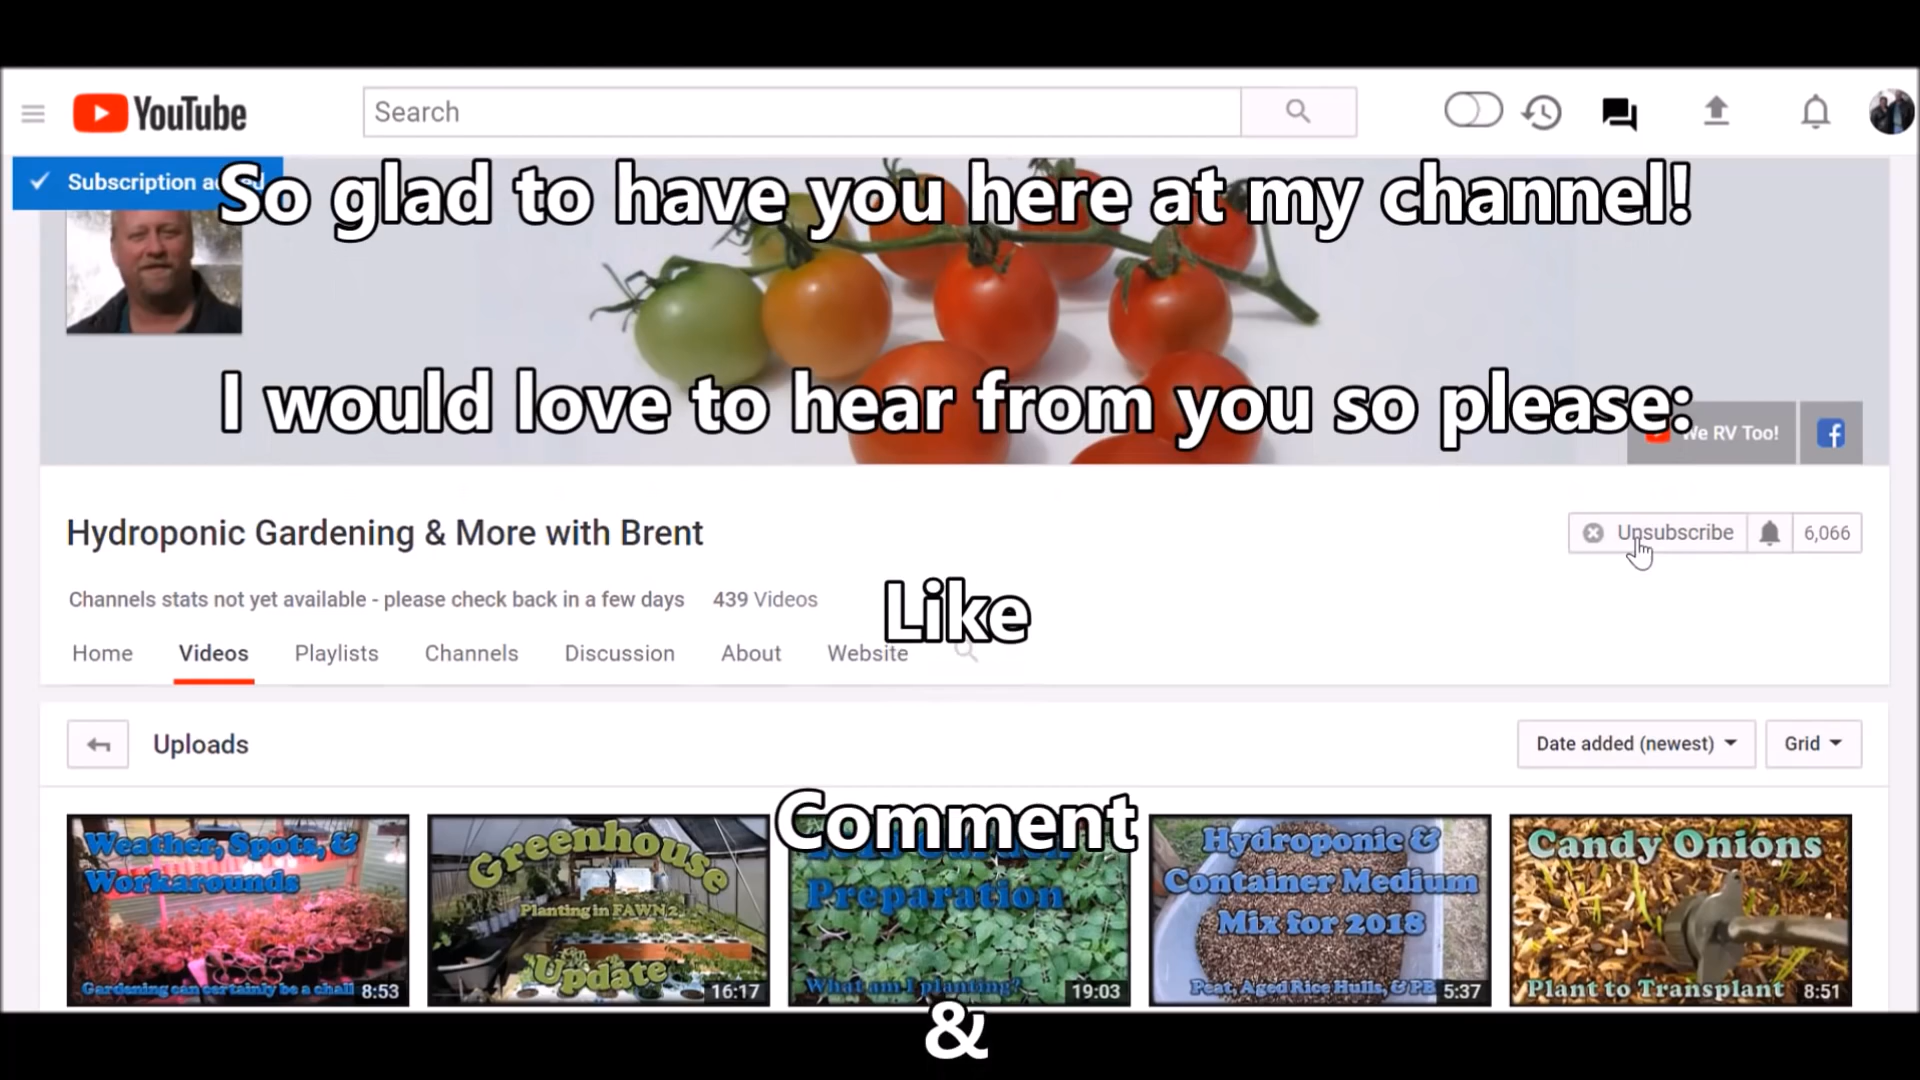 YouTube
Search
Subscription
So glad to have you here at my channel!
I would love to hear from you so please:
We RV Too!
Hydroponic Gardening & More with Brent
Unsubscribe
6,066
Channels stats not yet available - please check back in a few days
439 Videos
Like
Home
Videos
Playlists
Channels
Discussion
About
Website
Uploads
Date added (newest)
Grid
Comment
Weather, Spots, &
Workarounds
Gardening can certainly be a chall
8:53
Greenhouse
Planting in FAWN 2
Update
16:17
Preparation
What am I planting?
19:03
Hydroponic &
Container Medium
Mix for 2018
Peat, Aged Rice Hulls, & PB
5:37
Candy Onions
Plant to Transplant
8:51
&